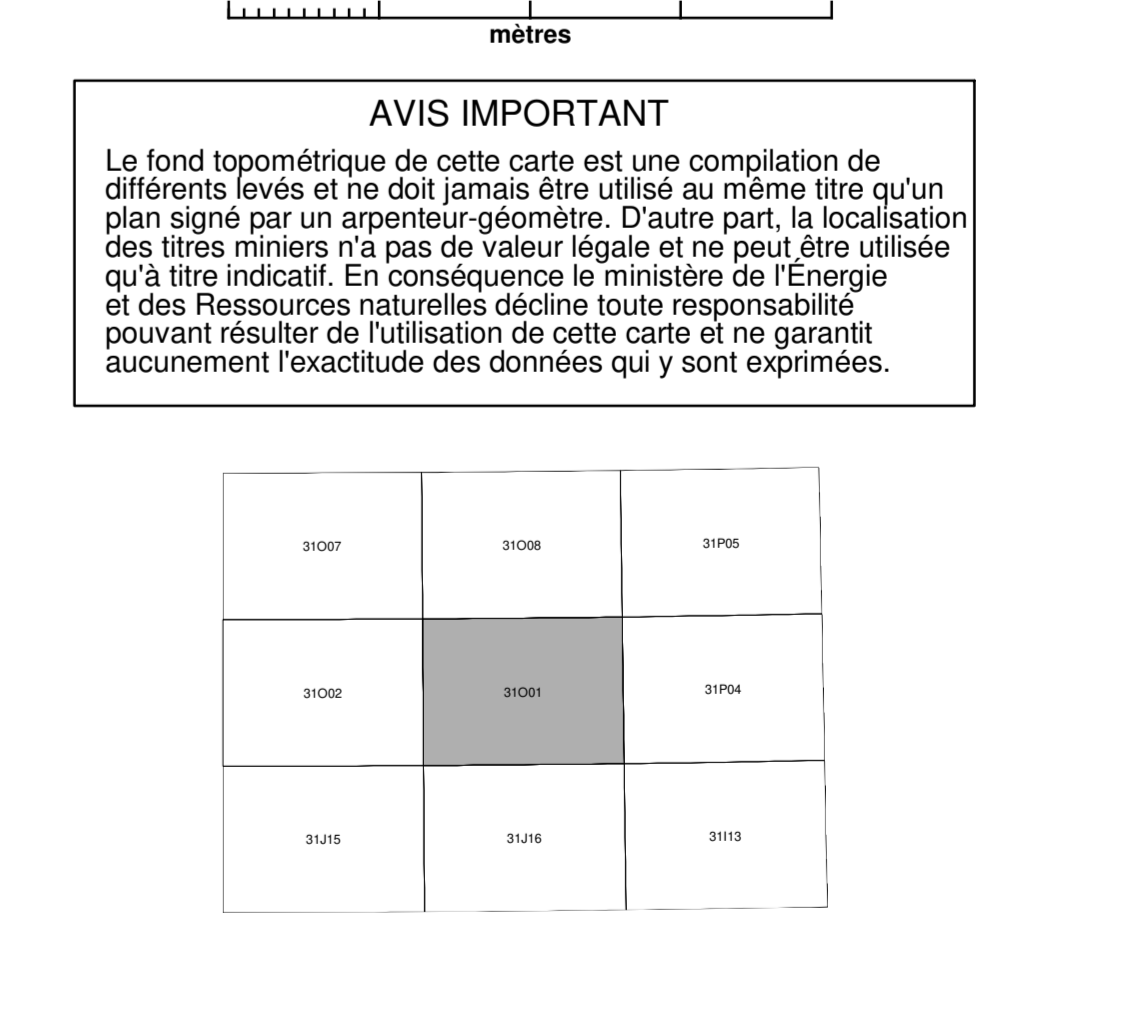 mètres
AVIS IMPORTANT
Le fond topométrique de cette carte est une compilation de
différents levés et ne doit jamais être utilisé au même titre qu'un
plan signé par un arpenteur-géomètre. D'autre part, la localisation
des titres miniers n'a pas de valeur légale et ne peut être utilisée
qu'à titre indicatif. En conséquence le ministère de l'Énergie
et des Ressources naturelles décline toute responsabilité
pouvant résulter de l'utilisation de cette carte et ne garantit
aucunement l'exactitude des données qui y sont exprimées.
31O07 31O08 31P05
31O02 31O01 31P04
31J15 31J16 31I13